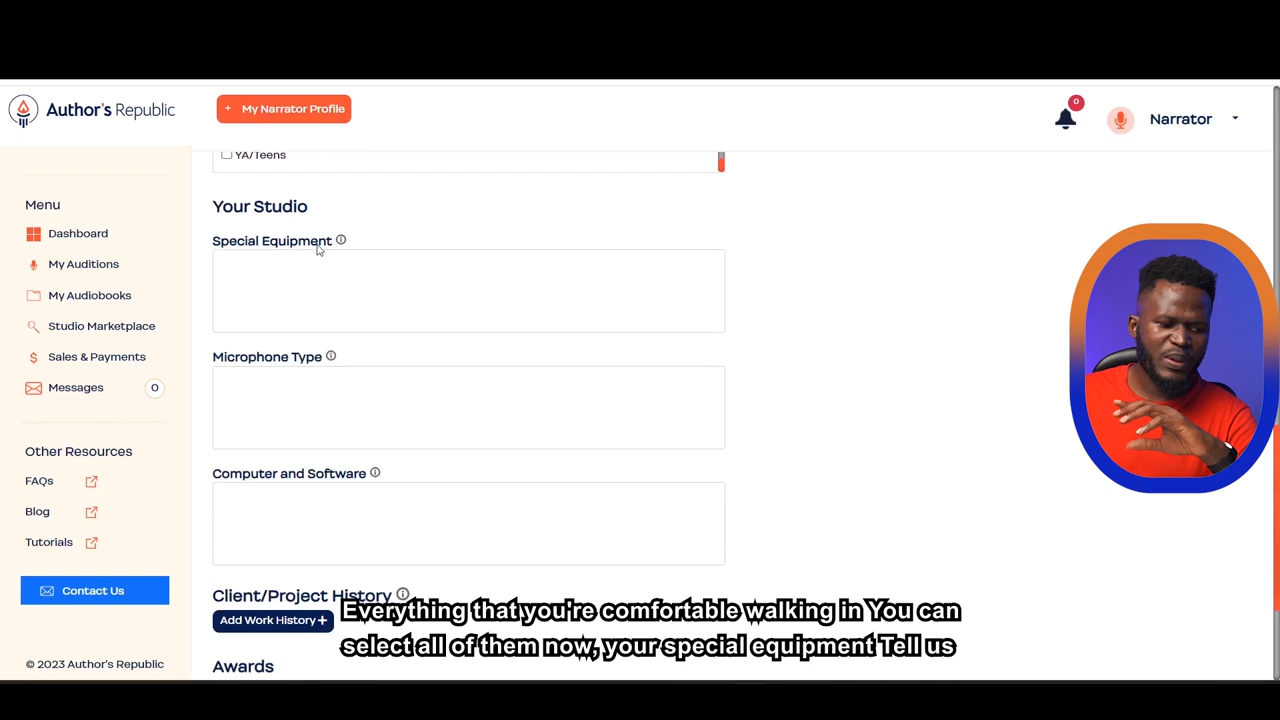 Author's Republic
+ My Narrator Profile
0
Narrator
YA/Teens
Menu
Dashboard
My Auditions
My Audiobooks
Studio Marketplace
Sales & Payments
Messages
0
Other Resources
FAQs
Blog
Tutorials
Contact Us
© 2023 Author's Republic
Your Studio
Special Equipment
Microphone Type
Computer and Software
Client/Project History
Add Work History+
Awards
Everything that you're comfortable walking in You can
select all of them now, your special equipment Tell us